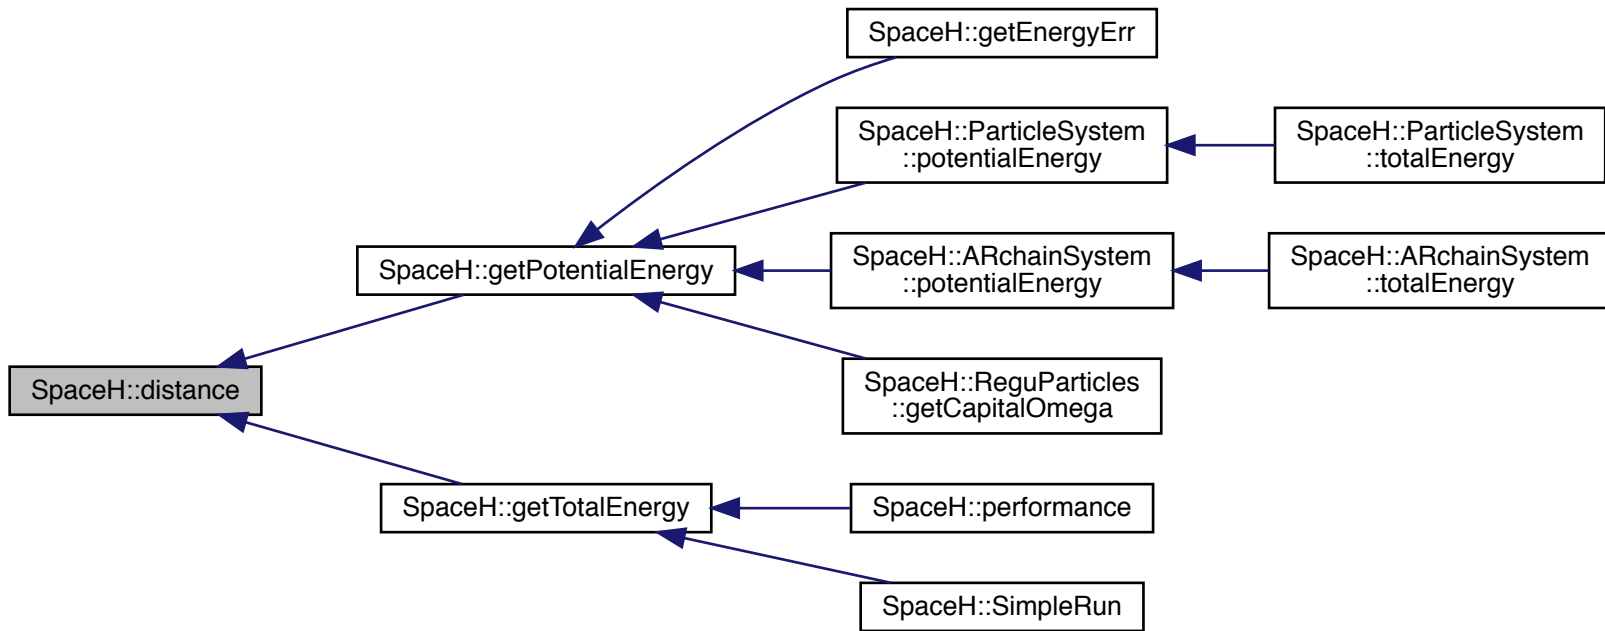 SpaceH::getEnergyErr
SpaceH::ParticleSystem
::potentialEnergy
SpaceH::ParticleSystem
::totalEnergy
SpaceH::getPotentialEnergy
SpaceH::ARchainSystem
::potentialEnergy
SpaceH::ARchainSystem
::totalEnergy
SpaceH::distance
SpaceH::ReguParticles
::getCapitalOmega
SpaceH::getTotalEnergy
SpaceH::performance
SpaceH::SimpleRun